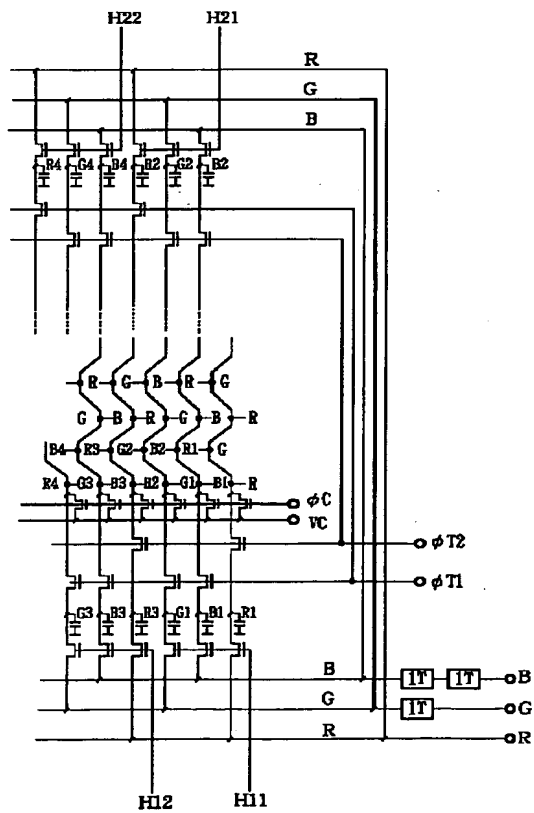 H22 H21
R
G
B
R4 G4 B4 R2 G2 B2
R G B R G
G B R G B R
B4 R3 G2 B2 R1 G
R4 G3 B3 R2 G1 B1 R
φC
VC
φT2
φT1
G3 B3 R3 G1 B1 R1
B 1T 1T B
G 1T G
R R
H12 H11